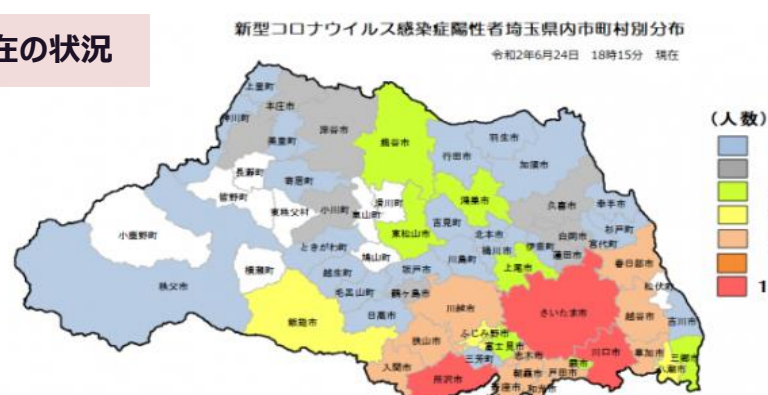 在の状況
新型コロナウイルス感染症陽性者埼玉県内市町村別分布
令和2年6月24日 18時15分 現在
(人数)
上里町
本庄市
神川町
美里町
深谷市
熊谷市
行田市
羽生市
加須市
長瀞町
皆野町
寄居町
東秩父村
小川町
嵐山町
滑川町
東松山市
吉見町
鴻巣市
北本市
久喜市
幸手市
杉戸町
宮代町
白岡市
蓮田市
伊奈町
桶川市
上尾市
川島町
小鹿野町
秩父市
横瀬町
ときがわ町
鳩山町
越生町
坂戸市
毛呂山町
鶴ヶ島市
日高市
飯能市
川越市
狭山市
入間市
所沢市
ふじみ野市
富士見市
三芳町
志木市
朝霞市
和光市
戸田市
蕨市
川口市
さいたま市
春日部市
松伏町
越谷市
吉川市
草加市
三郷市
八潮市
1